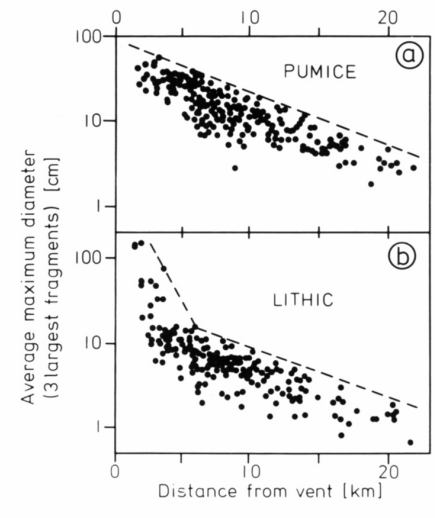 0 10 20
100
a
PUMICE
10
1
Average maximum diameter
(3 largest fragments) [cm]
b
100
LITHIC
10
1
0 10 20
Distance from vent [km]